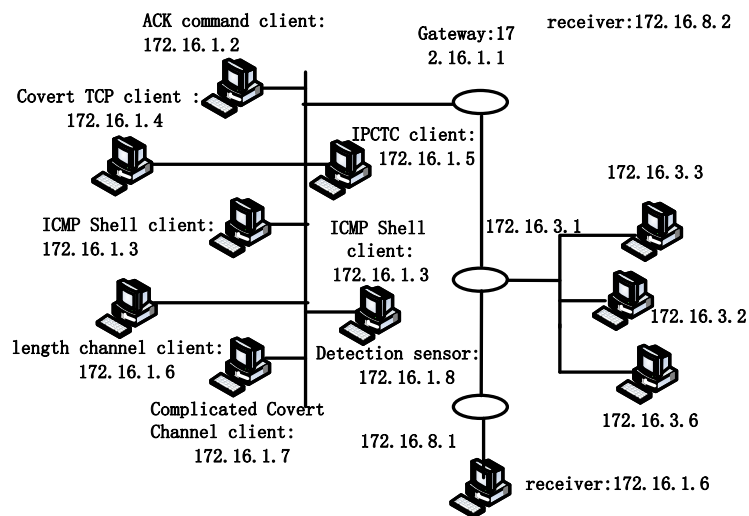 ACK command client:
172.16.1.2
Gateway:17
2.16.1.1
receiver:172.16.8.2
Covert TCP client :
172.16.1.4
IPCTC client:
172.16.1.5
172.16.3.3
ICMP Shell client:
172.16.1.3
ICMP Shell
client:
172.16.1.3
172.16.3.1
172.16.3.2
length channel client:
172.16.1.6
Detection sensor:
172.16.1.8
Complicated Covert
Channel client:
172.16.1.7
172.16.8.1
172.16.3.6
receiver:172.16.1.6